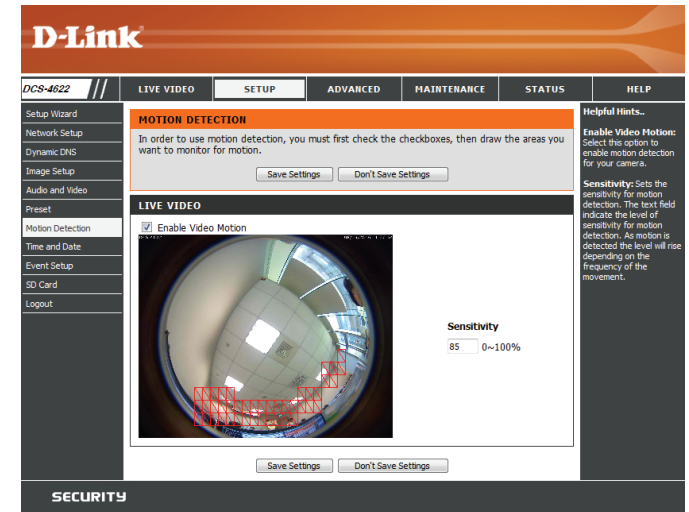 D-Link
DCS-4622
LIVE VIDEO
SETUP
ADVANCED
MAINTENANCE
STATUS
HELP
Setup Wizard
Network Setup
Dynamic DNS
Image Setup
Audio and Video
Preset
Motion Detection
Time and Date
Event Setup
SD Card
Logout
MOTION DETECTION
In order to use motion detection, you must first check the checkboxes, then draw the areas you
want to monitor for motion.
Save Settings
Don't Save Settings
LIVE VIDEO
Enable Video Motion
Sensitivity
85 0~100%
Save Settings
Don't Save Settings
Helpful Hints..
Enable Video Motion:
Select this option to
enable motion detection
for your camera.
Sensitivity: Sets the
sensitivity for motion
detection. The text field
indicate the level of
sensitivity for motion
detection. As motion is
detected the level will rise
depending on the
frequency of the
movement.
SECURITY